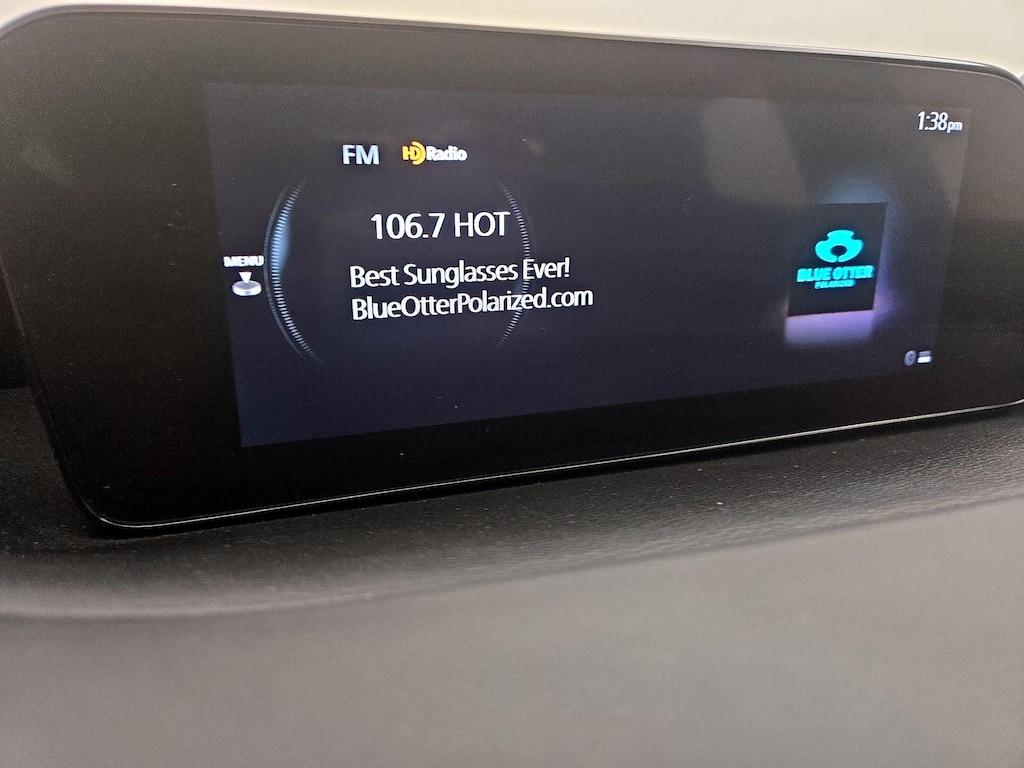 1:38pm
FM HD Radio
106.7 HOT
MENU
Best Sunglasses Ever!
BlueOtterPolarized.com
BLUE OTTER
POLARIZED